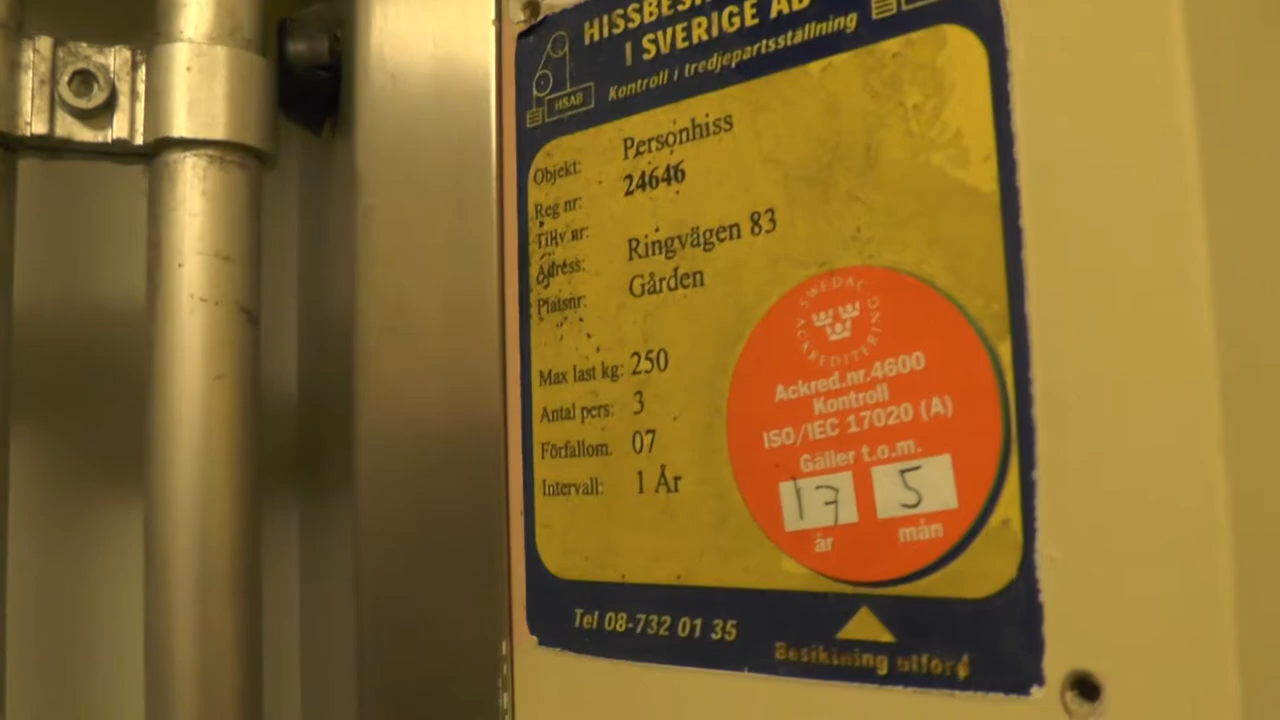 I SVERIGE AB
Kontroll i tredjepartsställning
HSAB
Objekt: Personhiss
Reg nr: 24646
Tillv.nr:
Adress: Ringvägen 83
Platsnr: Gården
Max last kg: 250
Antal pers: 3
Förfallom. 07
Intervall: 1 År
SWEDAC
ACKREDITERING
Ackred.nr.4600
Kontroll
ISO/IEC 17020 (A)
Gäller t.o.m.
17 5
år mån
Tel 08-732 01 35
Besiktning utförd